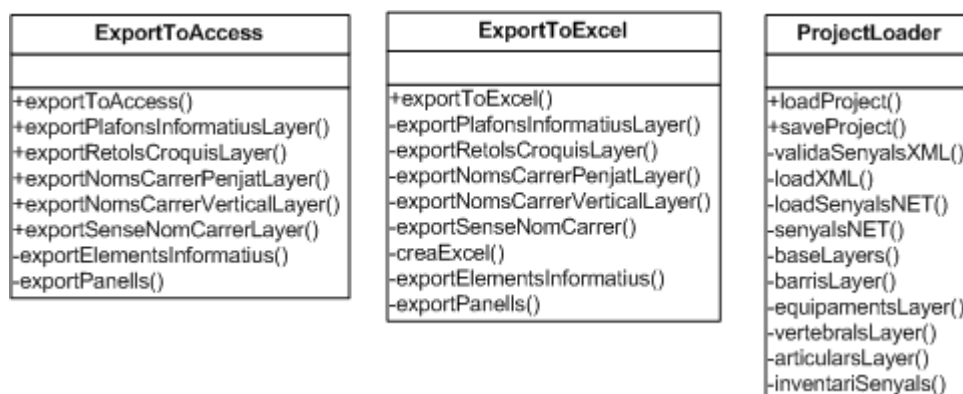 ExportToAccess
+exportToAccess()
+exportPlafonsInformatiusLayer()
+exportRetolsCroquisLayer()
+exportNomsCarrerPenjatLayer()
+exportNomsCarrerVerticalLayer()
+exportSenseNomCarrerLayer()
-exportElementsInformatius()
-exportPanells()
ExportToExcel
+exportToExcel()
-exportPlafonsInformatiusLayer()
-exportRetolsCroquisLayer()
-exportNomsCarrerPenjatLayer()
-exportNomsCarrerVerticalLayer()
-exportSenseNomCarrer()
-creaExcel()
-exportElementsInformatius()
-exportPanells()
ProjectLoader
+loadProject()
+saveProject()
-validaSenyalsXML()
-loadXML()
-loadSenyalsNET()
-senyalsNET()
-baseLayers()
-barrisLayer()
-equipamentsLayer()
-vertebralsLayer()
-articularsLayer()
-inventariSenyals()